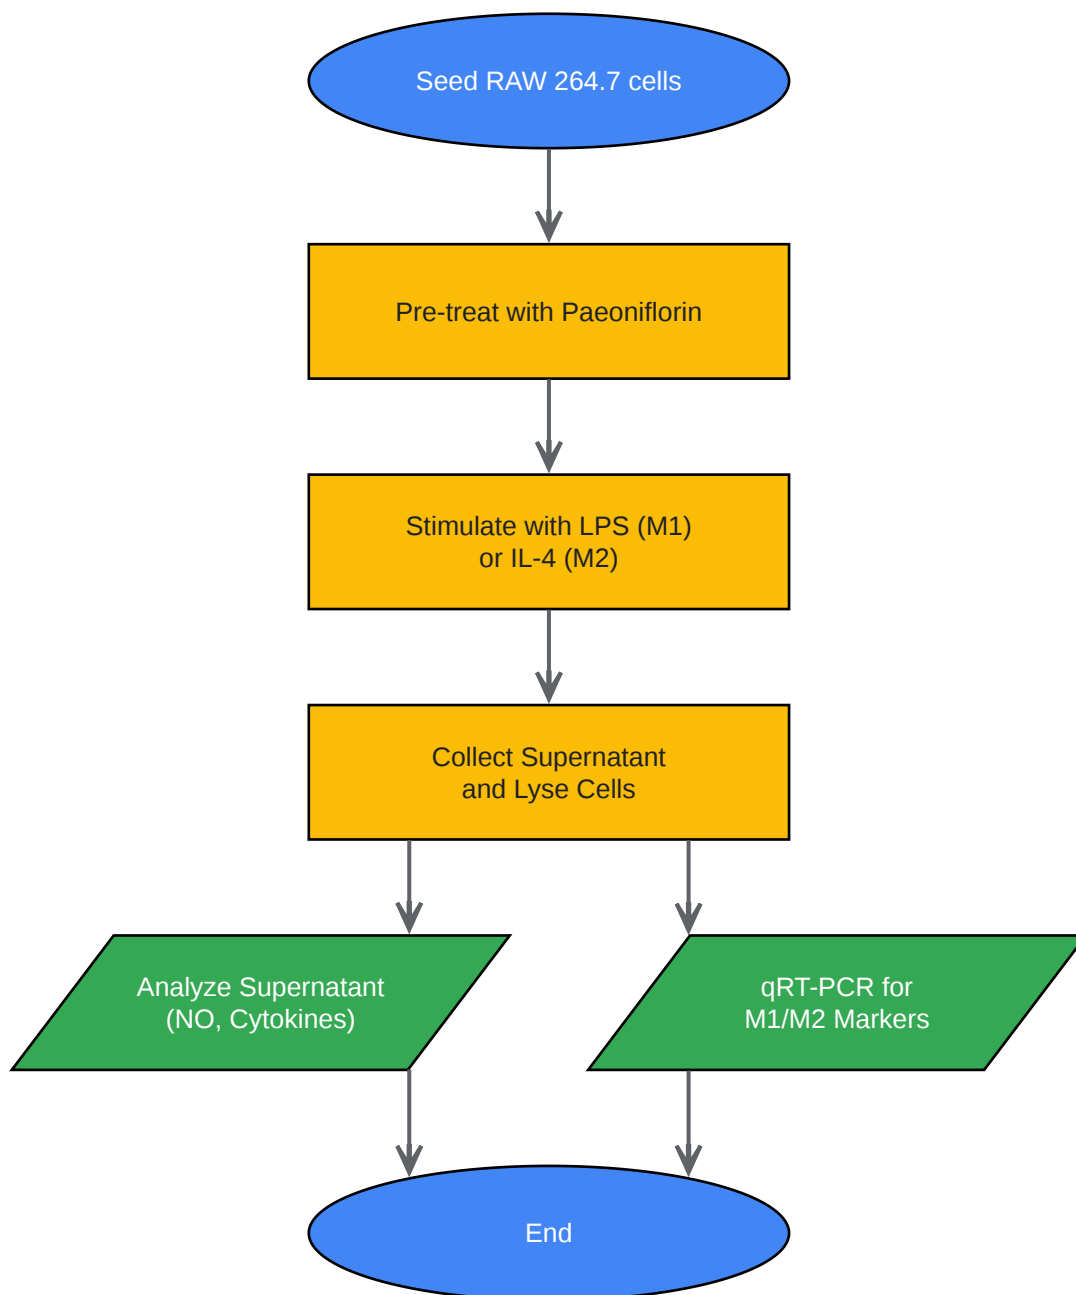 Seed RAW 264.7 cells
Pre-treat with Paeoniflorin
Stimulate with LPS (M1)
or IL-4 (M2)
Collect Supernatant
and Lyse Cells
Analyze Supernatant
(NO, Cytokines)
qRT-PCR for
M1/M2 Markers
End